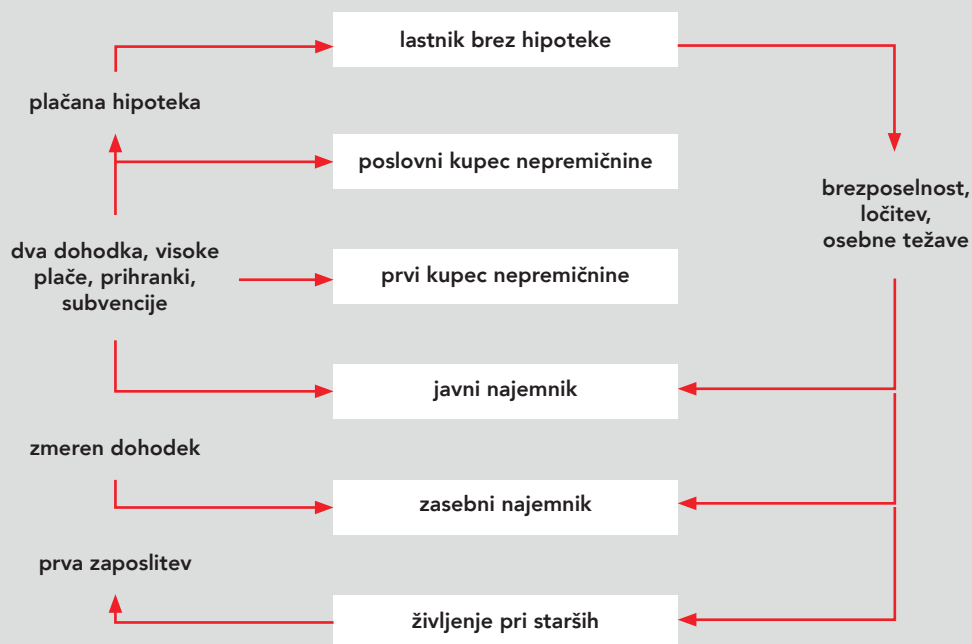 lastnik brez hipoteke
plačana hipoteka
poslovni kupec nepremičnine
brezposelnost,
ločitev,
osebne težave
dva dohodka, visoke
plače, prihranki,
subvencije
prvi kupec nepremičnine
javni najemnik
zmeren dohodek
zasebni najemnik
prva zaposlitev
življenje pri starših